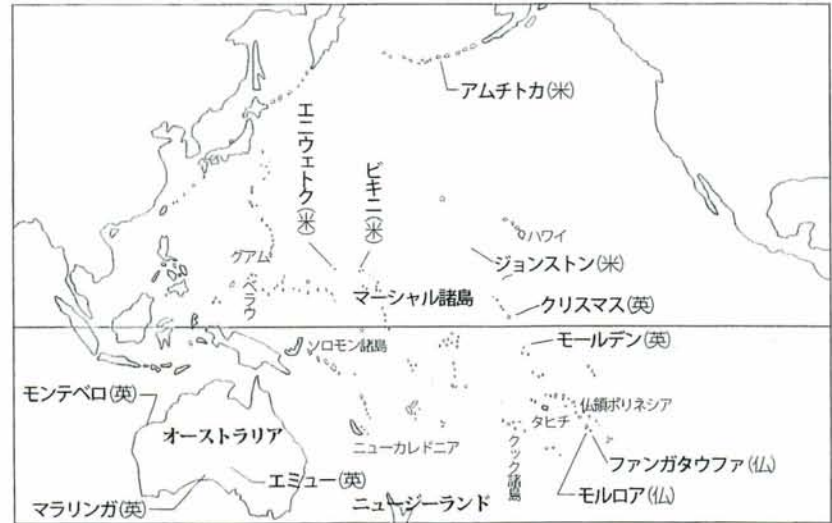 アムチトカ(米)
エニウェトク(米)
ビキニ(米)
ハワイ
グアム
ジョンストン(米)
ベラウ
マーシャル諸島
クリスマス(英)
ソロモン諸島
モールデン(英)
モンテベロ(英)
仏領ポリネシア
タヒチ
オーストラリア
ニューカレドニア
クック諸島
ファンガタウファ(仏)
エミュー(英)
マラリンガ(英)
ニュージーランド
モルロア(仏)